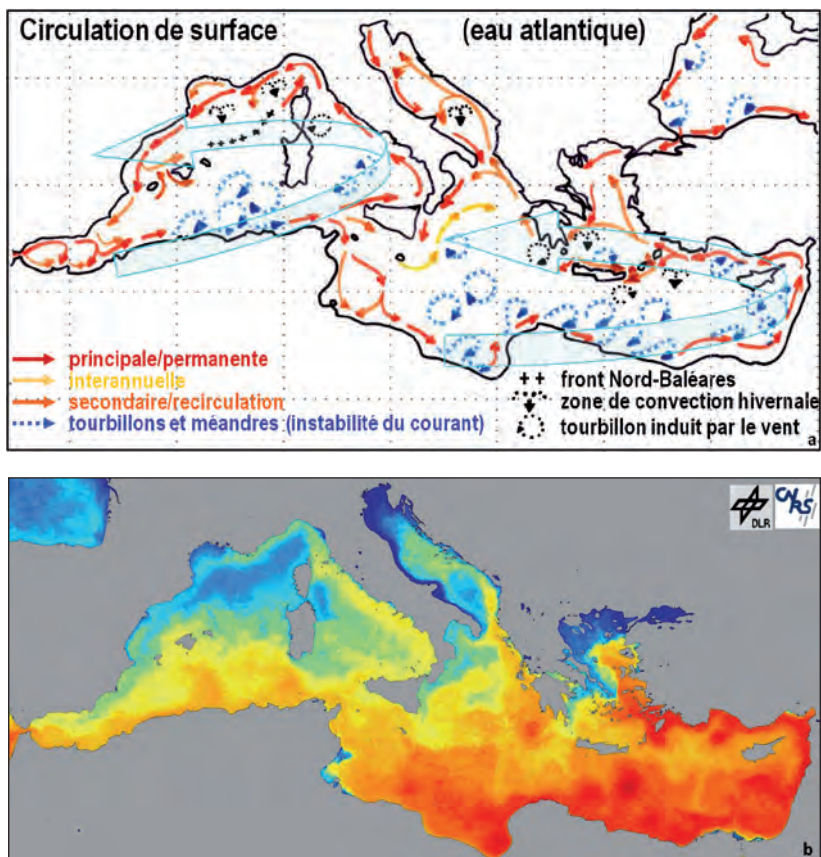 Circulation de surface (eau atlantique)
principale/permanente
interannuelle
secondaire/recirculation
tourbillons et méandres (instabilité du courant)
++ front Nord-Baléares
zone de convection hivernale
tourbillon induit par le vent
a
DLR
CNRS
b